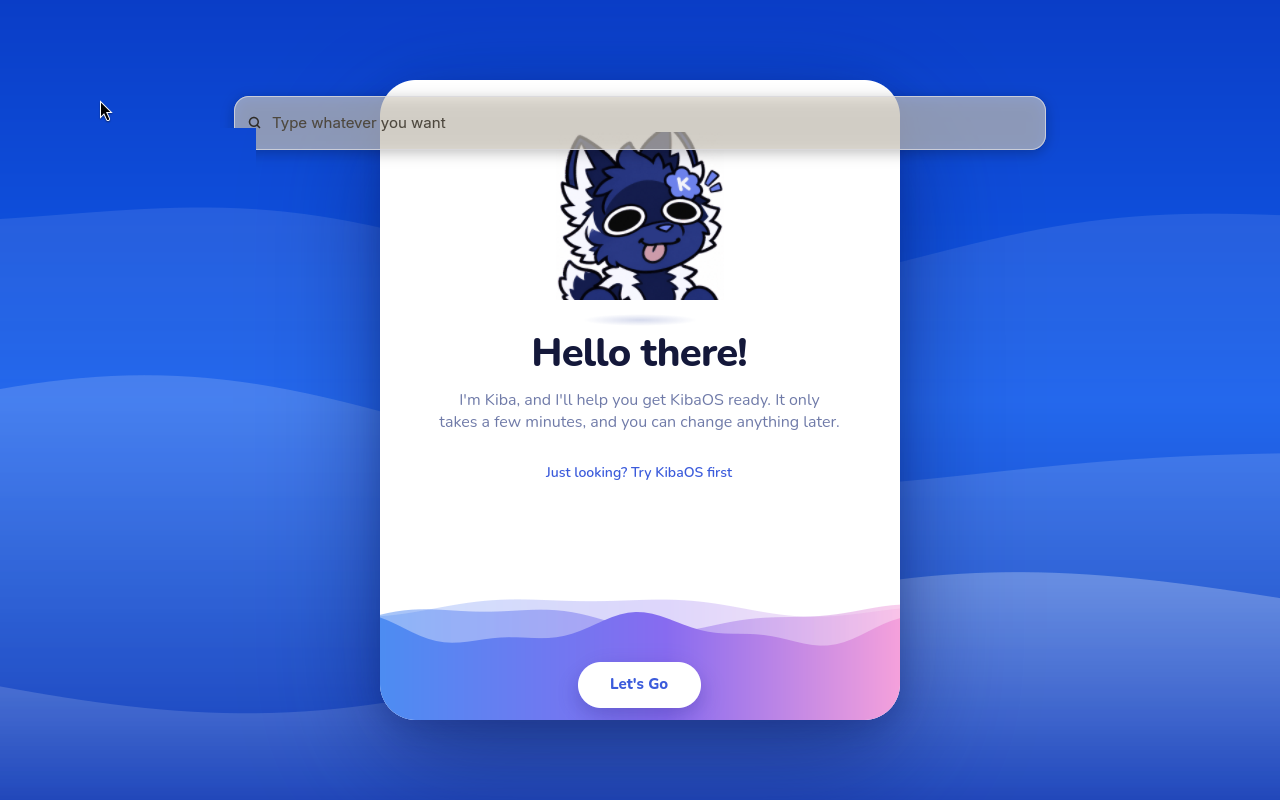 Type whatever you want
K
Hello there!
I'm Kiba, and I'll help you get KibaOS ready. It only
takes a few minutes, and you can change anything later.
Just looking? Try KibaOS first
Let's Go